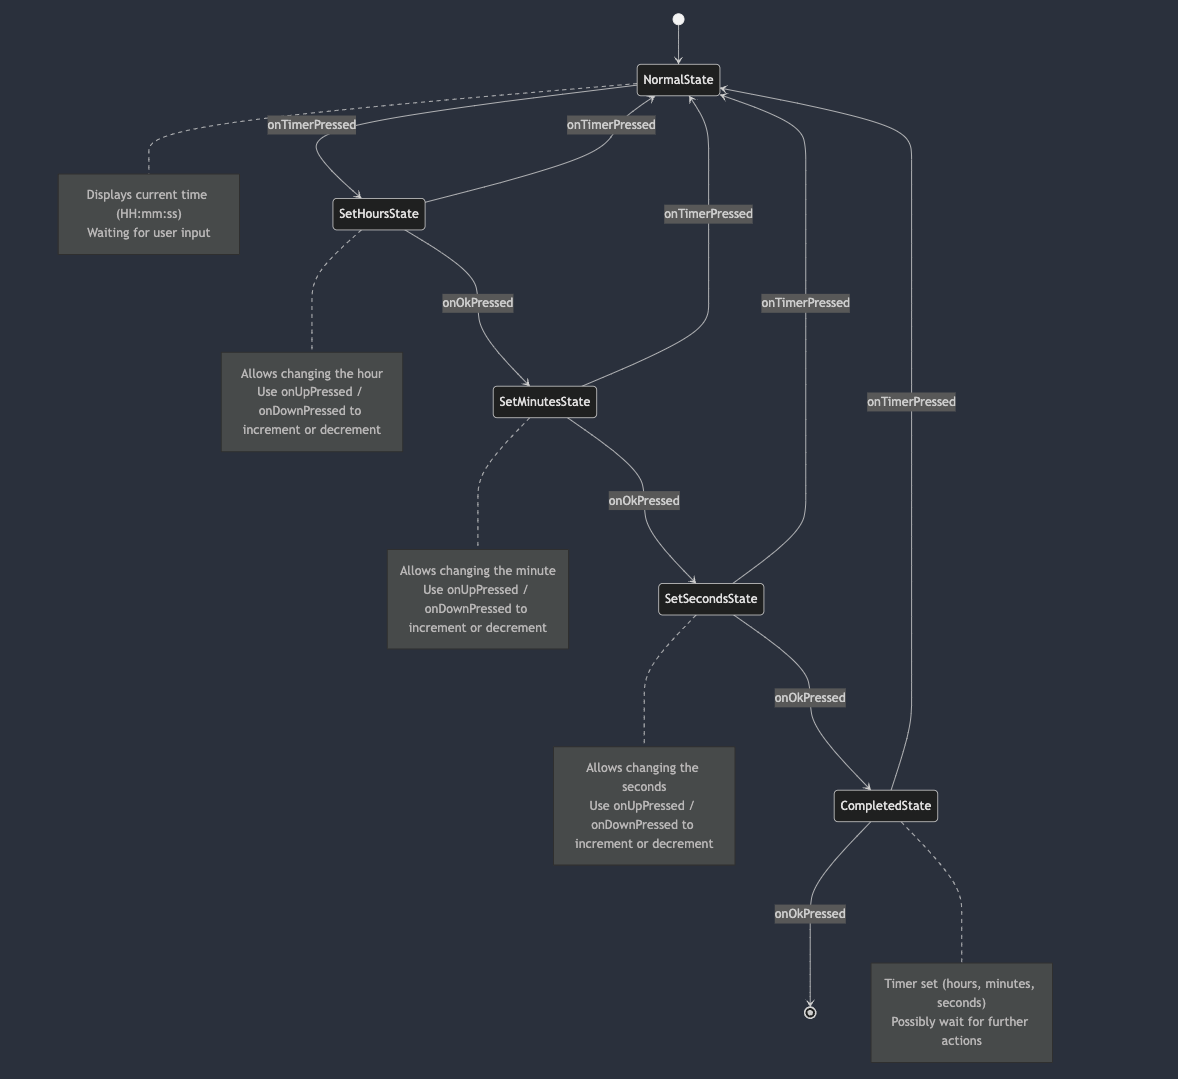 NormalState
onTimerPressed
onTimerPressed
Displays current time
(HH:mm:ss)
Waiting for user input
SetHoursState
onTimerPressed
onOkPressed
onTimerPressed
Allows changing the hour
Use onUpPressed /
onDownPressed to
increment or decrement
SetMinutesState
onTimerPressed
onOkPressed
Allows changing the minute
Use onUpPressed /
onDownPressed to
increment or decrement
SetSecondsState
onOkPressed
Allows changing the
seconds
Use onUpPressed /
onDownPressed to
increment or decrement
CompletedState
onOkPressed
Timer set (hours, minutes,
seconds)
Possibly wait for further
actions